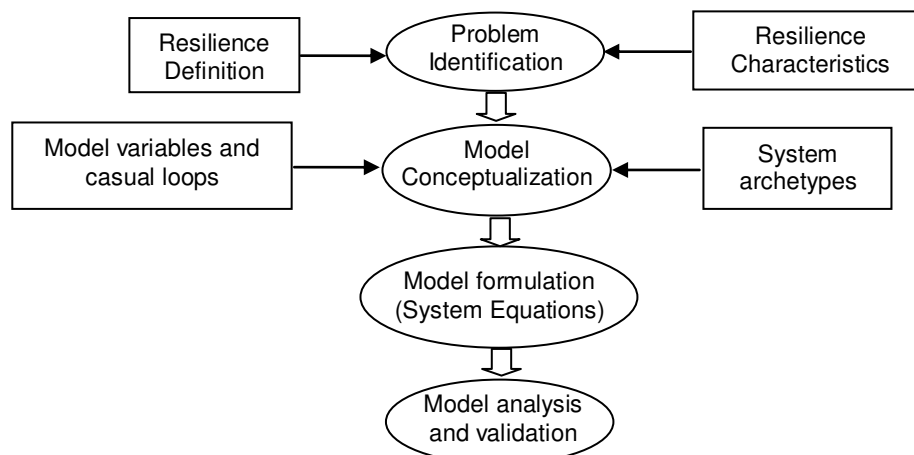 Resilience
Definition
Problem
Identification
Resilience
Characteristics
Model variables and
casual loops
Model
Conceptualization
System
archetypes
Model formulation
(System Equations)
Model analysis
and validation